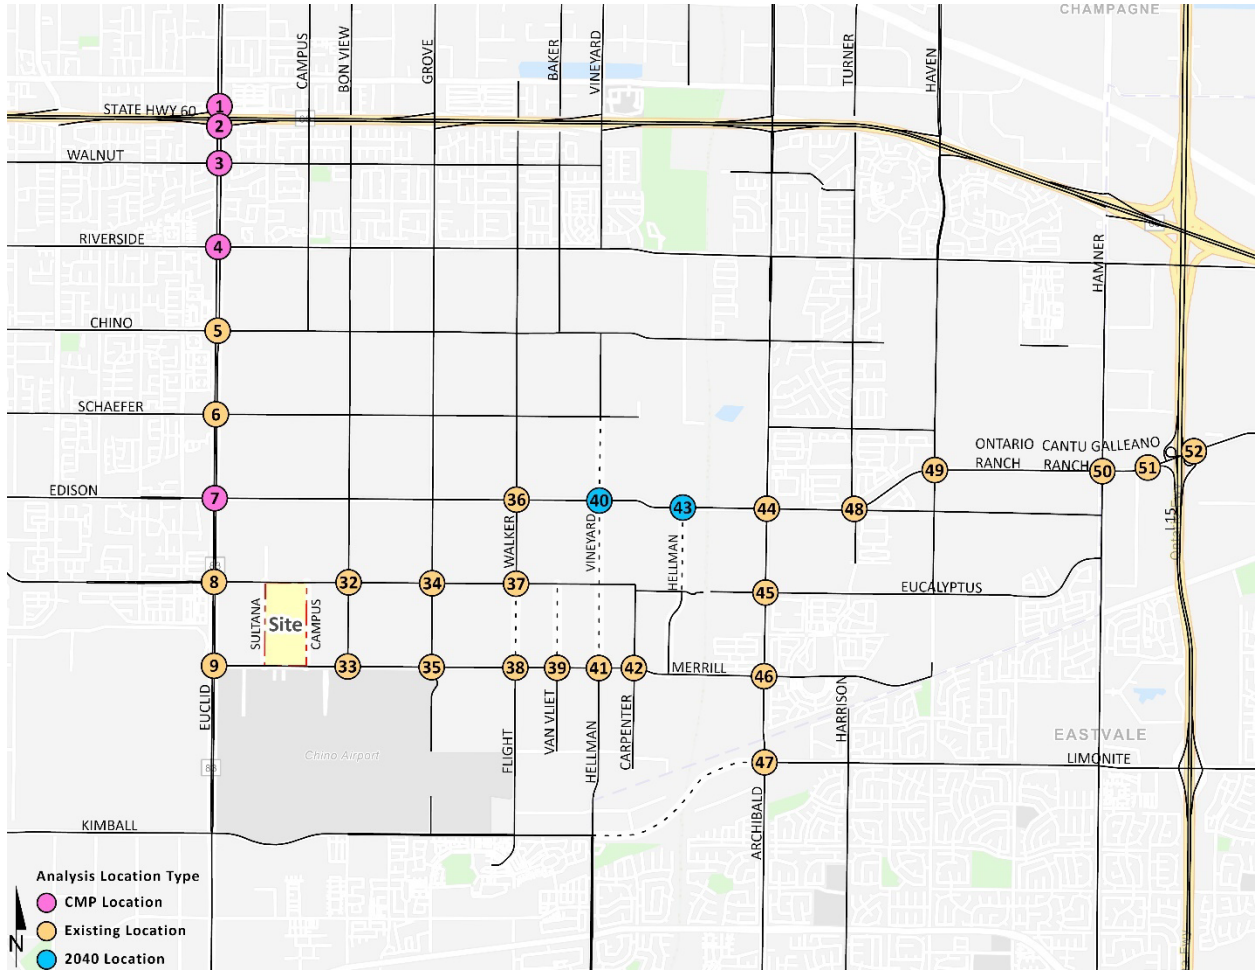 CHAMPAGNE
CAMPUS
BON VIEW
GROVE
BAKER
VINEYARD
TURNER
HAVEN
1
STATE HWY 60
2
WALNUT
3
RIVERSIDE
4
HAMNER
CHINO
5
SCHAEFER
6
ONTARIO
RANCH
CANTU GALLEANO
RANCH
49
50
51
52
EDISON
7
36
40
43
44
48
WALKER
VINEYARD
HELLMAN
I 15
8
32
34
37
45
EUCALYPTUS
SULTANA
Site
CAMPUS
9
33
35
38
39
41
42
MERRILL
46
EUCLID
FLIGHT
VAN VLIET
HELLMAN
CARPENTER
HARRISON
Chino Airport
EASTVALE
47
LIMONITE
83
ARCHIBALD
KIMBALL
Analysis Location Type
CMP Location
Existing Location
2040 Location
N